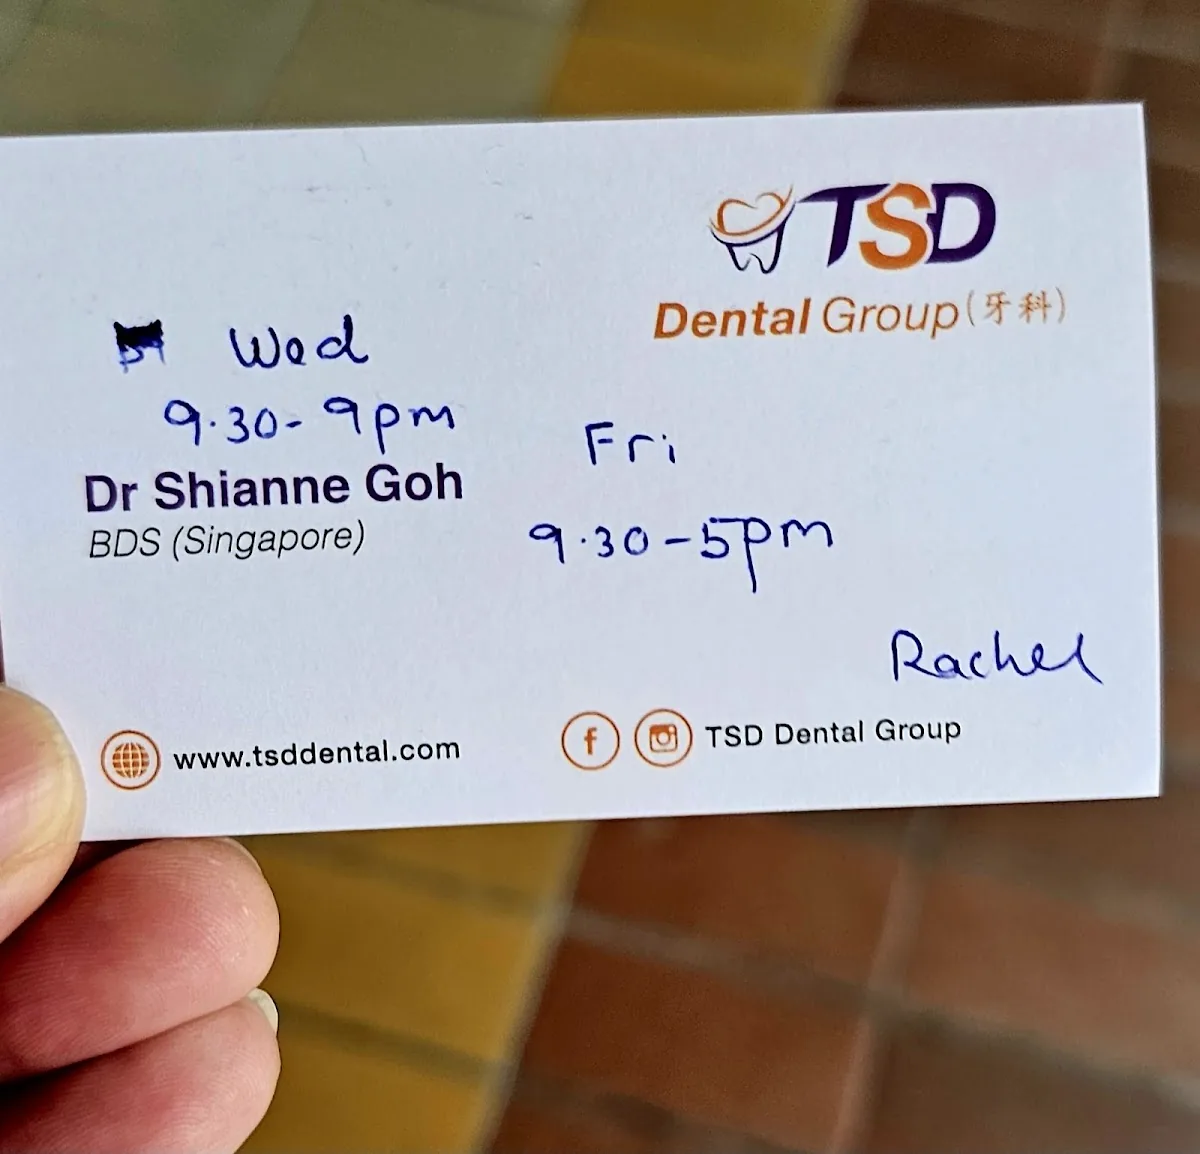 TSD
Dental Group(牙科)
Wed
9.30-9pm
Dr Shianne Goh
BDS (Singapore)
Fri
9.30-5pm
Rachel
www.tsddental.com
TSD Dental Group